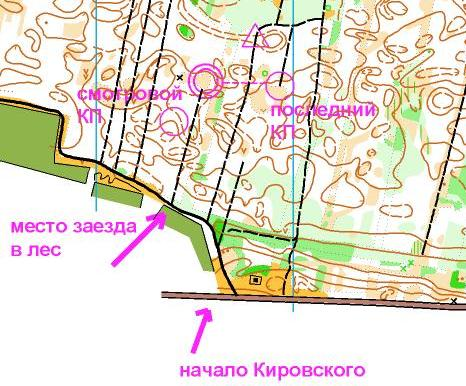 смотровой
КП
последний
КП
место заезда
в лес
начало Кировского